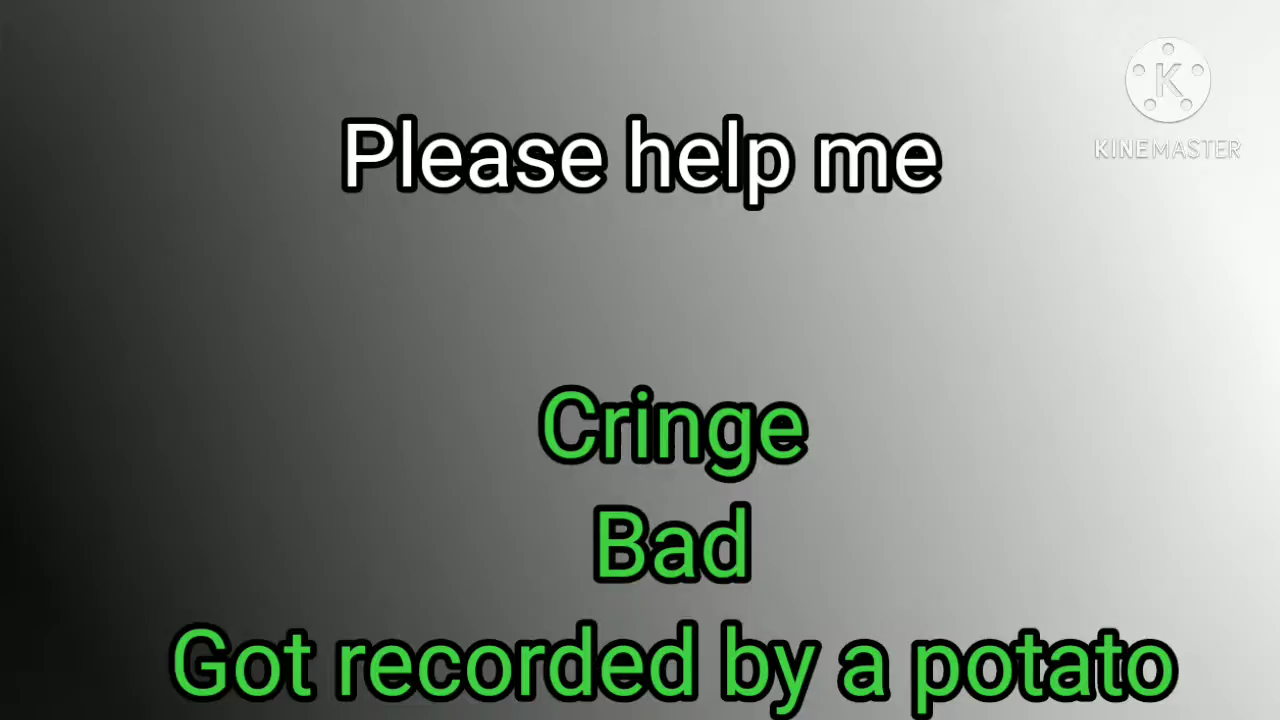 KINEMASTER
Please help me
Cringe
Bad
Got recorded by a potato